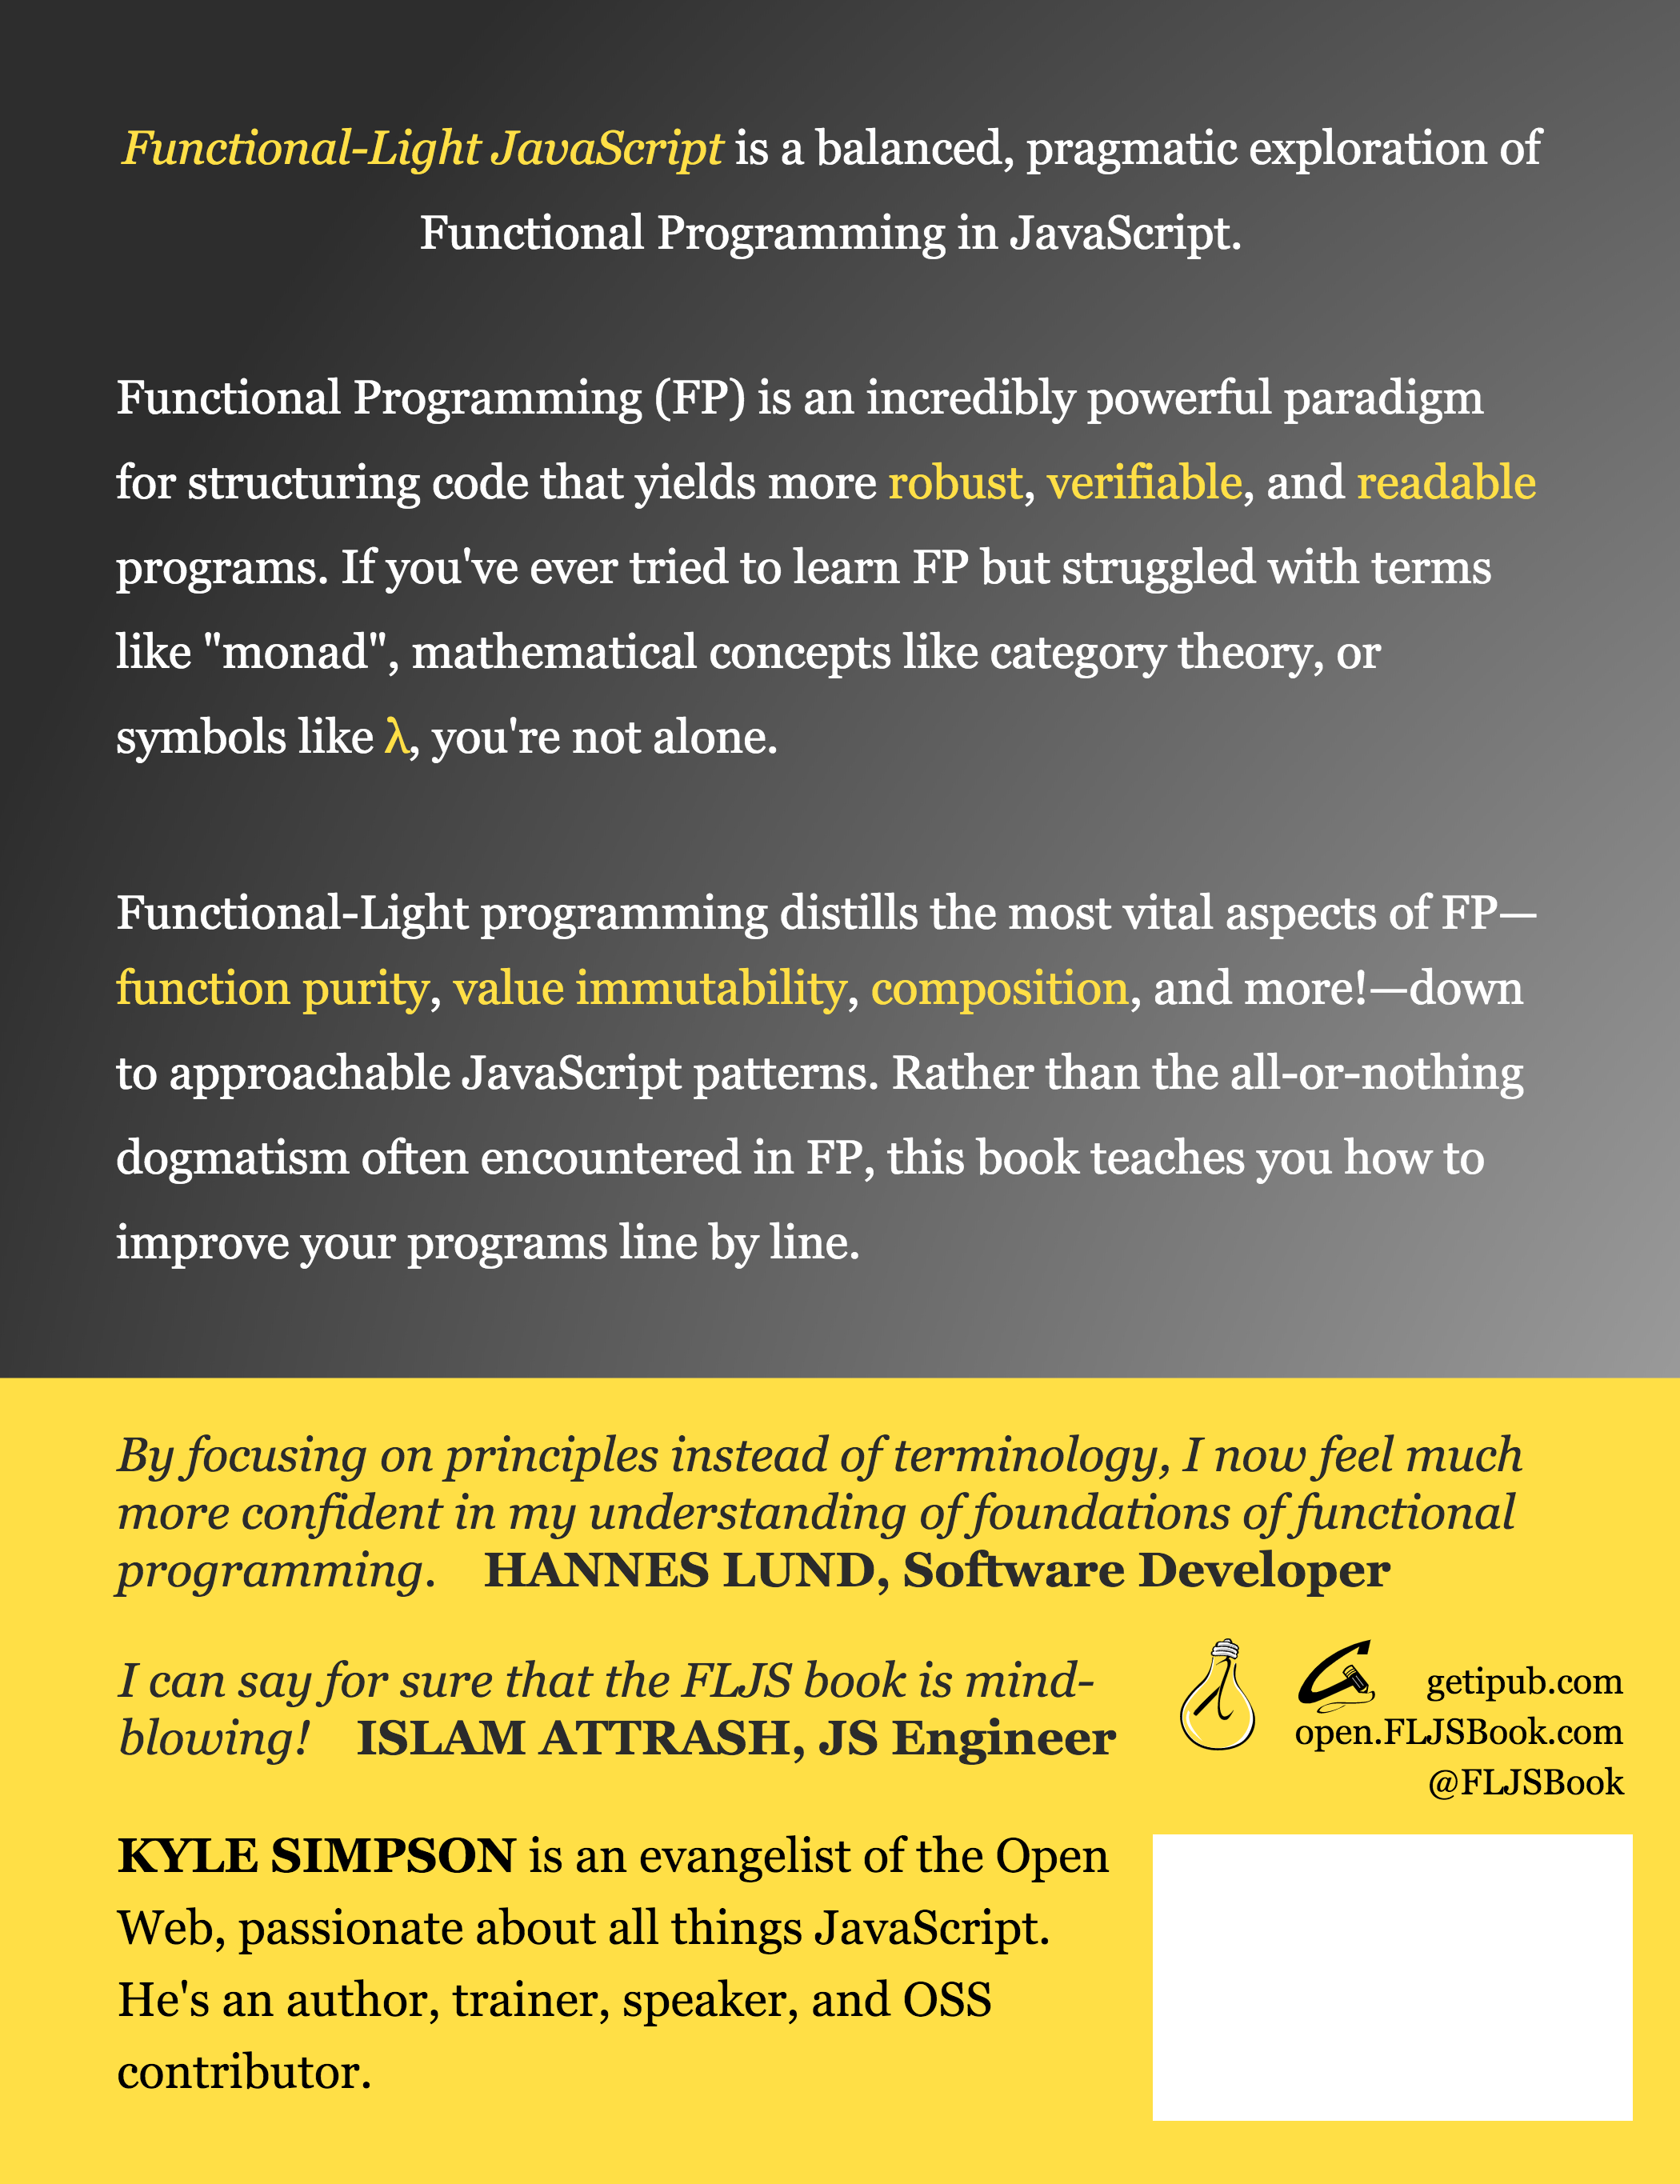 Functional-Light JavaScript is a balanced, pragmatic exploration of
Functional Programming in JavaScript.
Functional Programming (FP) is an incredibly powerful paradigm
for structuring code that yields more robust, verifiable, and readable
programs. If you've ever tried to learn FP but struggled with terms
like "monad", mathematical concepts like category theory, or
symbols like λ, you're not alone.
Functional-Light programming distills the most vital aspects of FP—
function purity, value immutability, composition, and more!—down
to approachable JavaScript patterns. Rather than the all-or-nothing
dogmatism often encountered in FP, this book teaches you how to
improve your programs line by line.
By focusing on principles instead of terminology, I now feel much
more confident in my understanding of foundations of functional
programming. HANNES LUND, Software Developer
I can say for sure that the FLJS book is mind-
blowing! ISLAM ATTRASH, JS Engineer
λ
getipub.com
open.FLJSBook.com
@FLJSBook
KYLE SIMPSON is an evangelist of the Open
Web, passionate about all things JavaScript.
He's an author, trainer, speaker, and OSS
contributor.